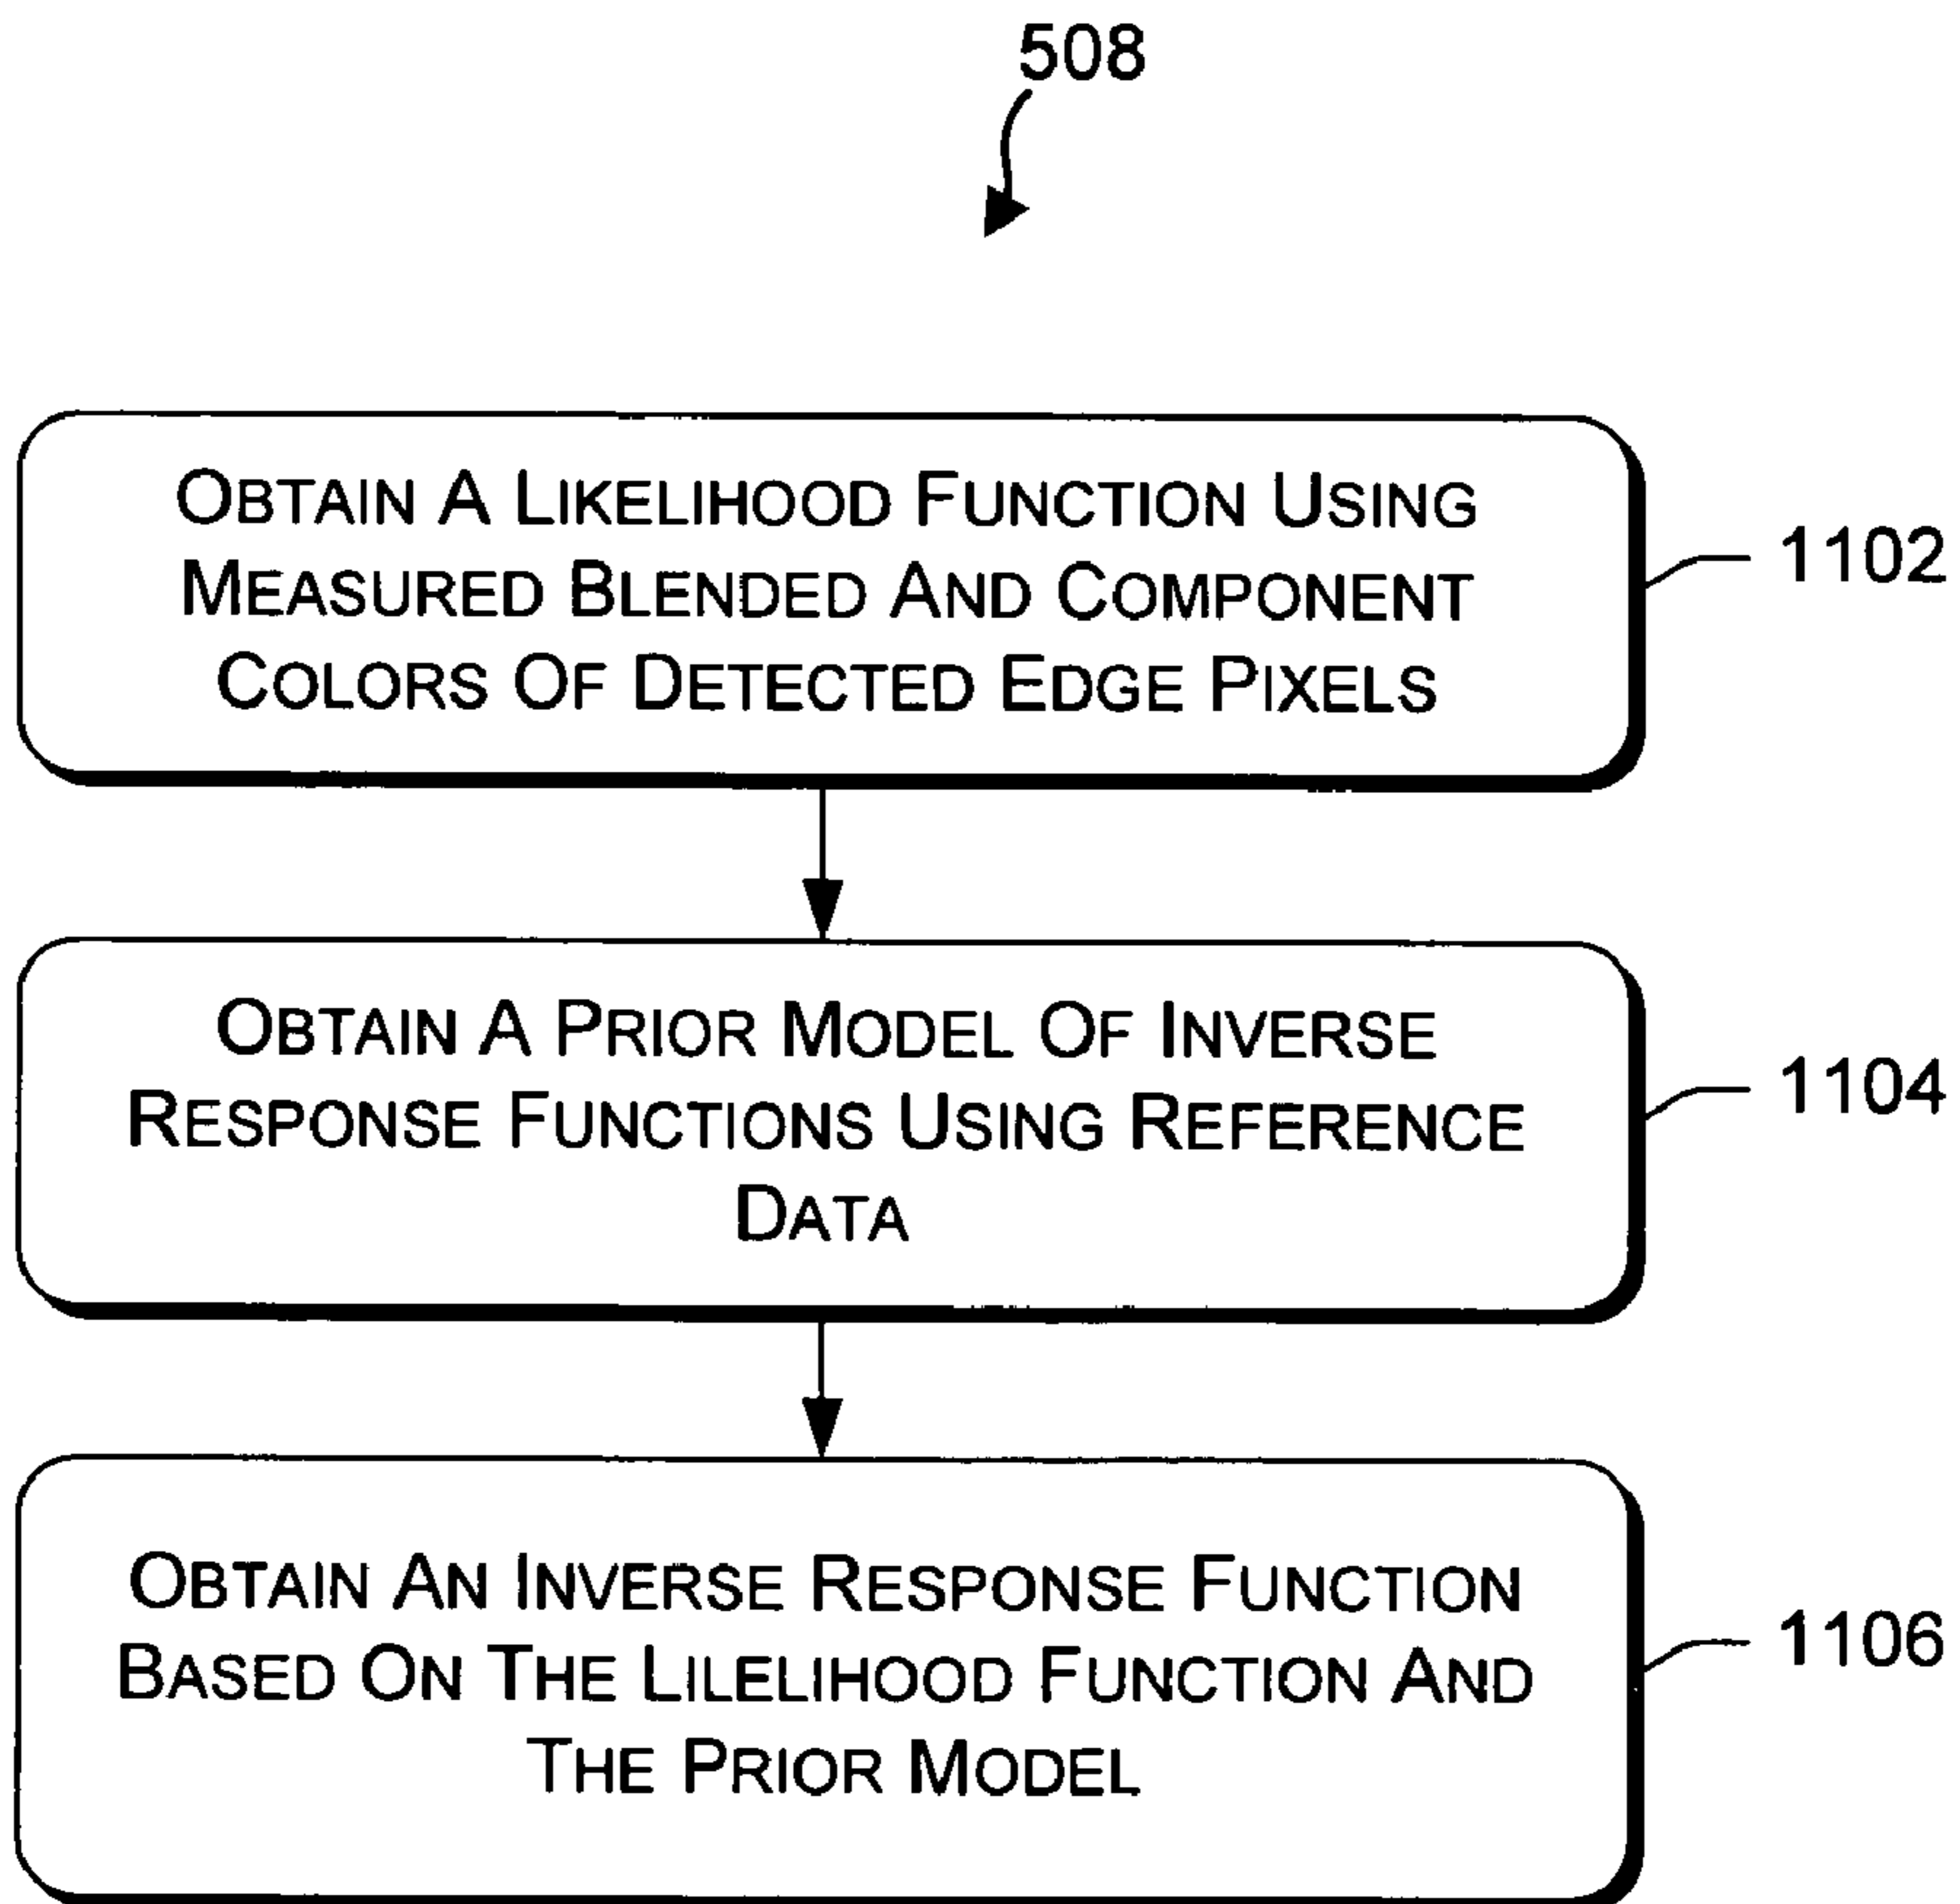 508
OBTAIN A LIKELIHOOD FUNCTION USING
MEASURED BLENDED AND COMPONENT
COLORS OF DETECTED EDGE PIXELS
1102
OBTAIN A PRIOR MODEL OF INVERSE
RESPONSE FUNCTIONS USING REFERENCE
DATA
1104
OBTAIN AN INVERSE RESPONSE FUNCTION
BASED ON THE LILELIHOOD FUNCTION AND
THE PRIOR MODEL
1106